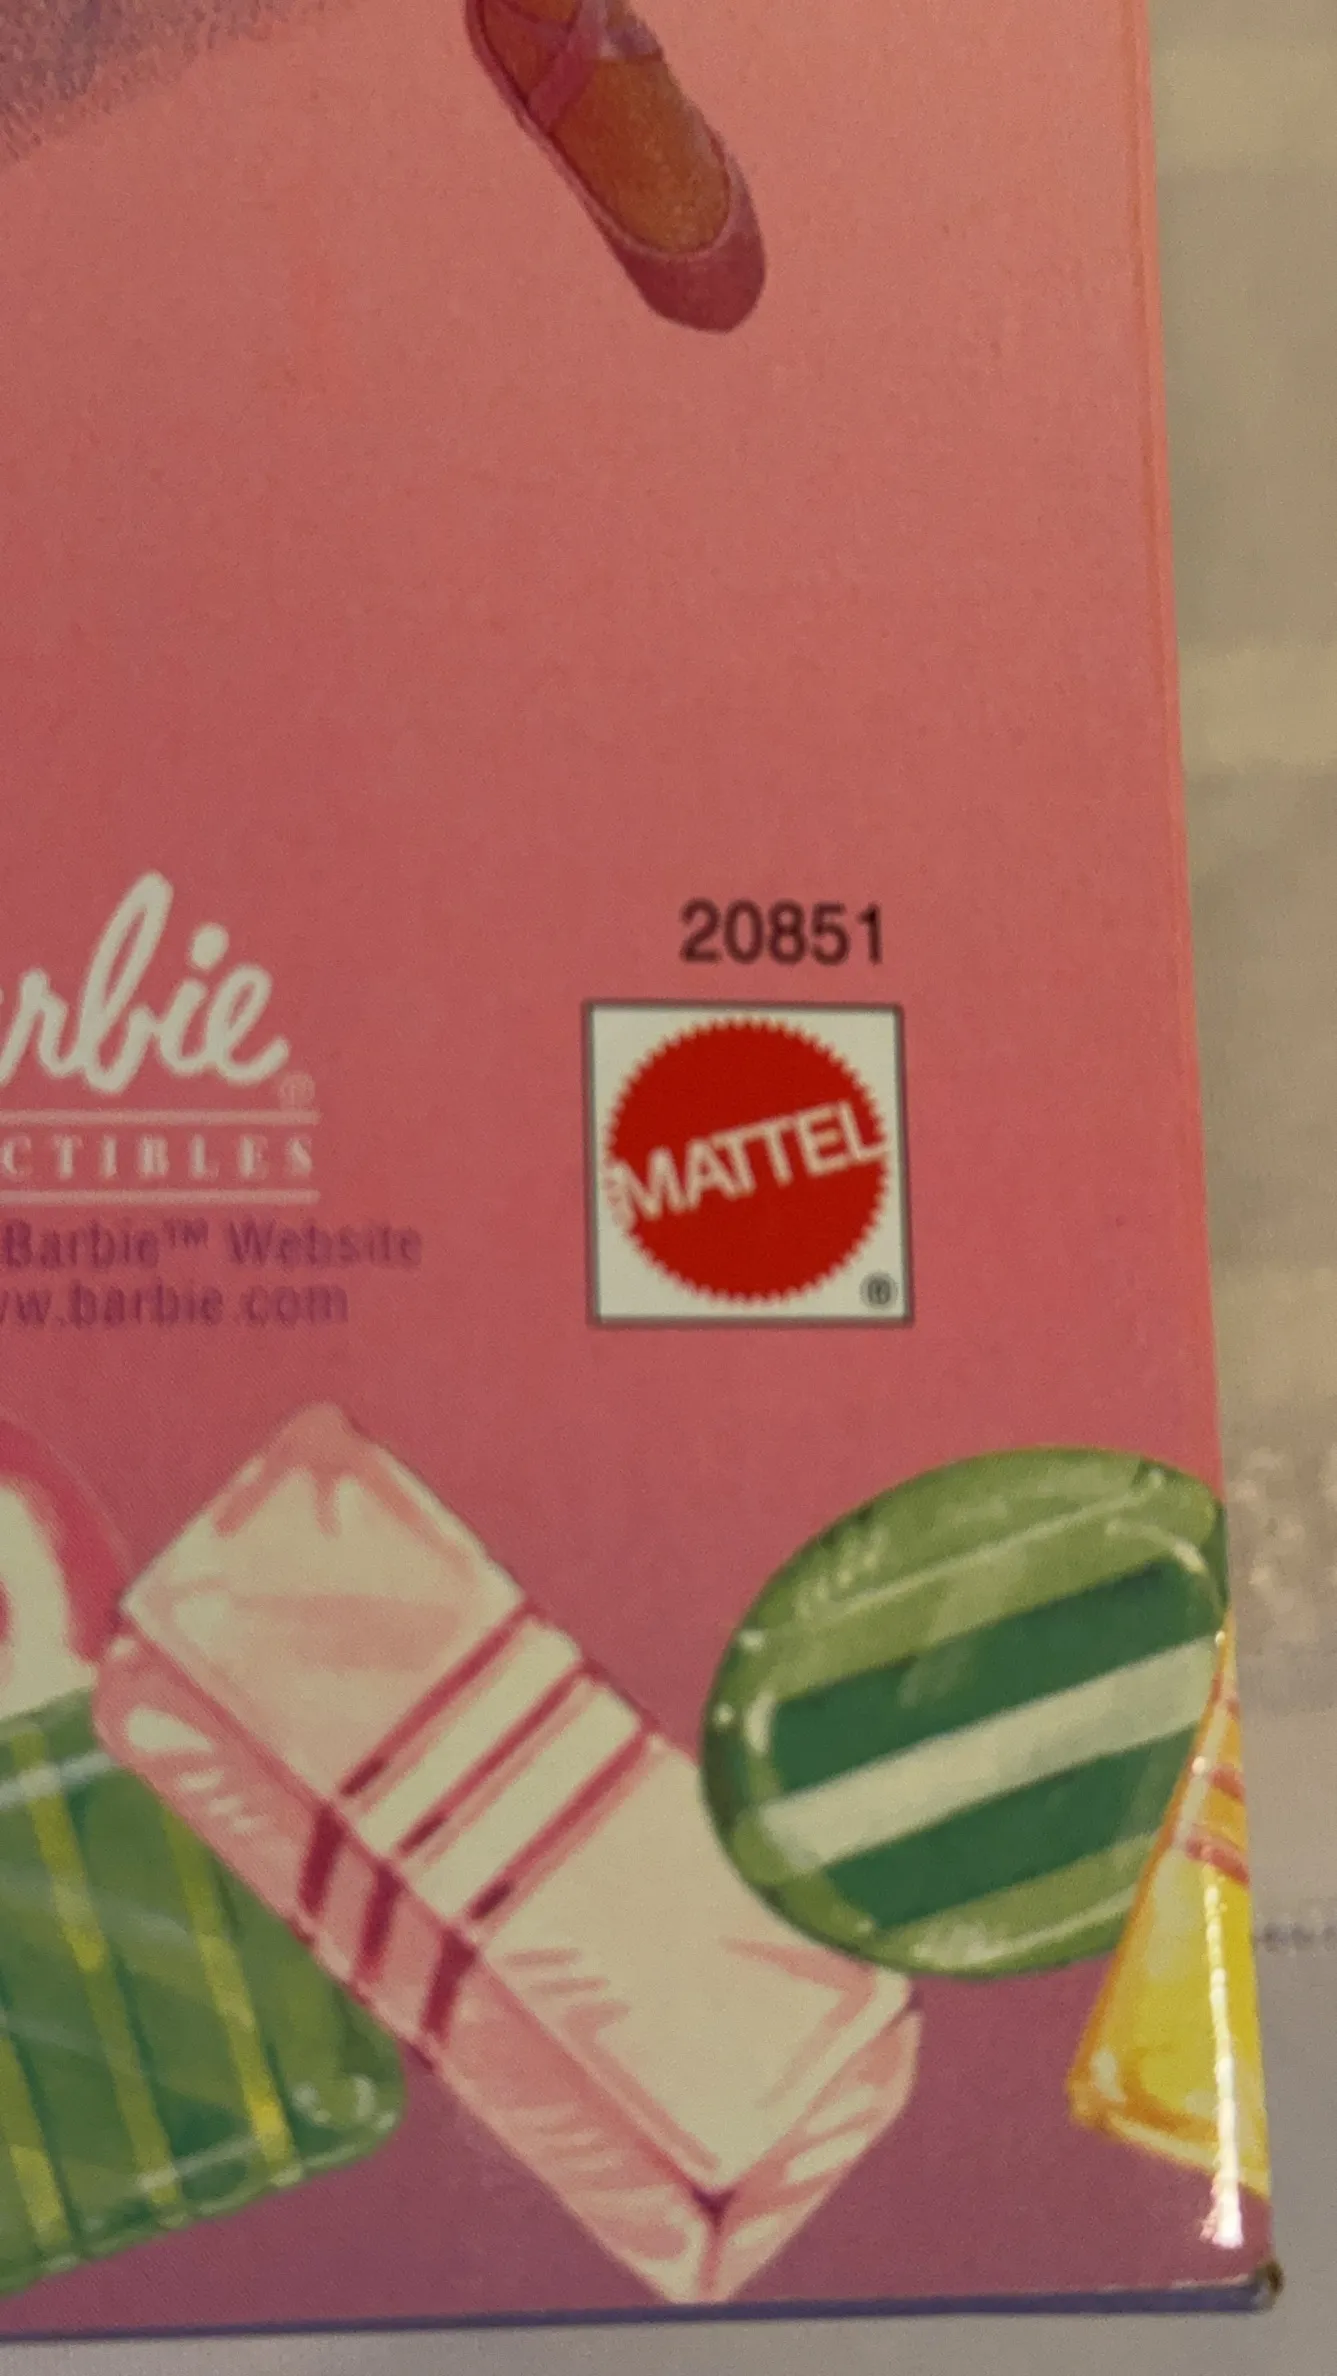 20851
rbie®
CTIBLES
MATTEL
®
Barbie™ Website
w.barbie.com